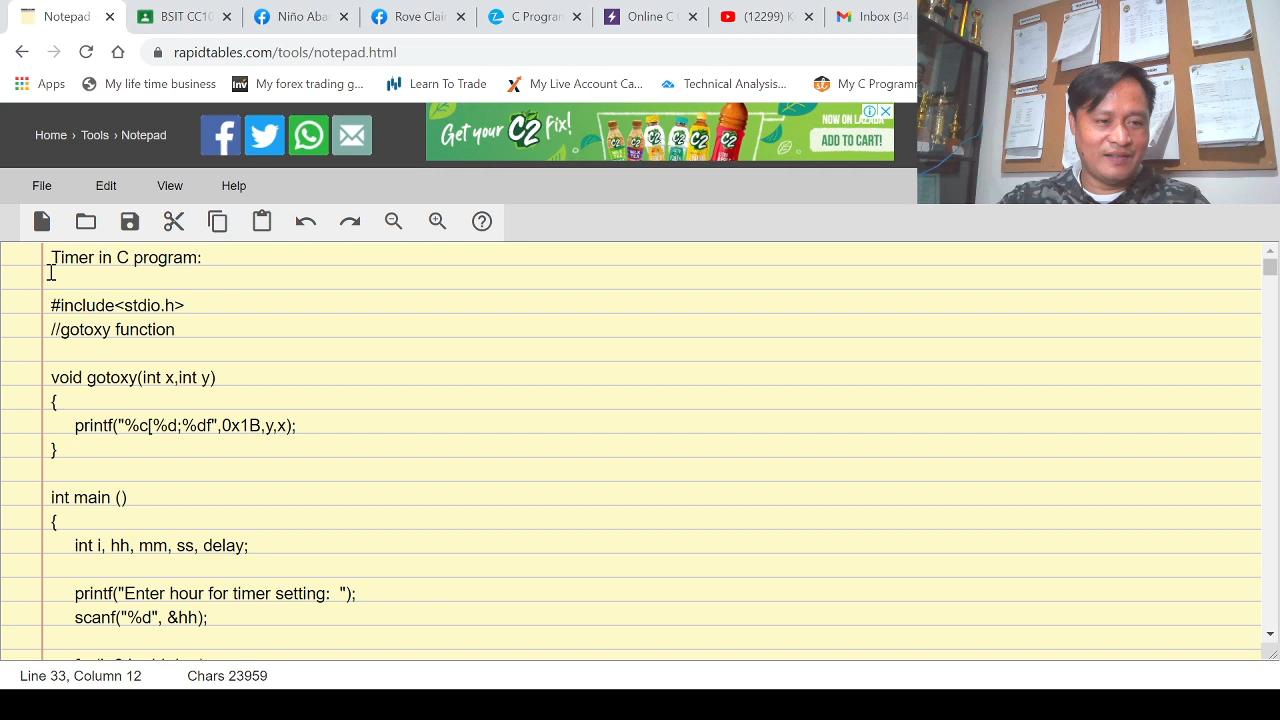 Notepad
BSIT CC10
Niño Aba
Rove Clai
C Progran
Online C
(12299) K
Inbox (34
rapidtables.com/tools/notepad.html
Apps
My life time business
My forex trading g...
Learn To Trade
My Live Account Ca...
Technical Analysis...
My C Programm
Home › Tools › Notepad
Get your C2 Fix!
NOW ON LAZADA
ADD TO CART!
File
Edit
View
Help
Timer in C program:
#include<stdio.h>
//gotoxy function
void gotoxy(int x,int y)
{
printf("%c[%d;%df",0x1B,y,x);
}
int main ()
{
int i, hh, mm, ss, delay;
printf("Enter hour for timer setting:  ");
scanf("%d", &hh);
Line 33, Column 12
Chars 23959